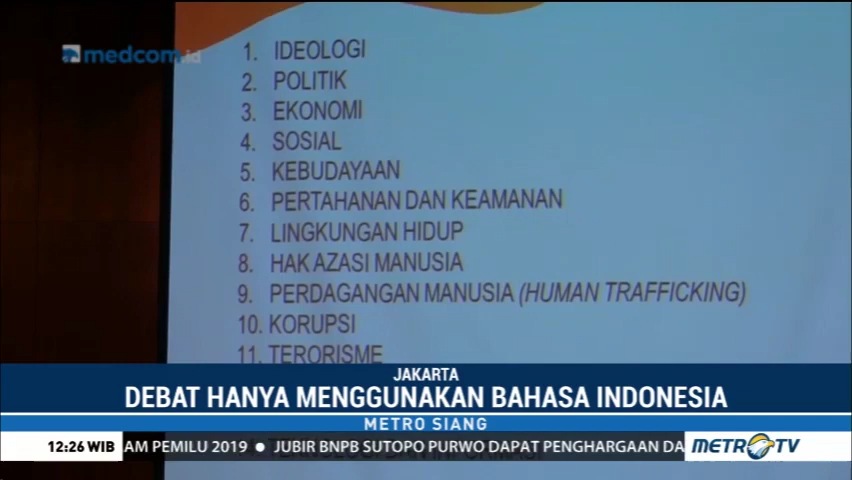 medcom.id
1. IDEOLOGI
2. POLITIK
3. EKONOMI
4. SOSIAL
5. KEBUDAYAAN
6. PERTAHANAN DAN KEAMANAN
7. LINGKUNGAN HIDUP
8. HAK AZASI MANUSIA
9. PERDAGANGAN MANUSIA (HUMAN TRAFFICKING)
10. KORUPSI
11. TERORISME
JAKARTA
DEBAT HANYA MENGGUNAKAN BAHASA INDONESIA
METRO SIANG
12:26 WIB AM PEMILU 2019 ● JUBIR BNPB SUTOPO PURWO DAPAT PENGHARGAAN DA METRO TV